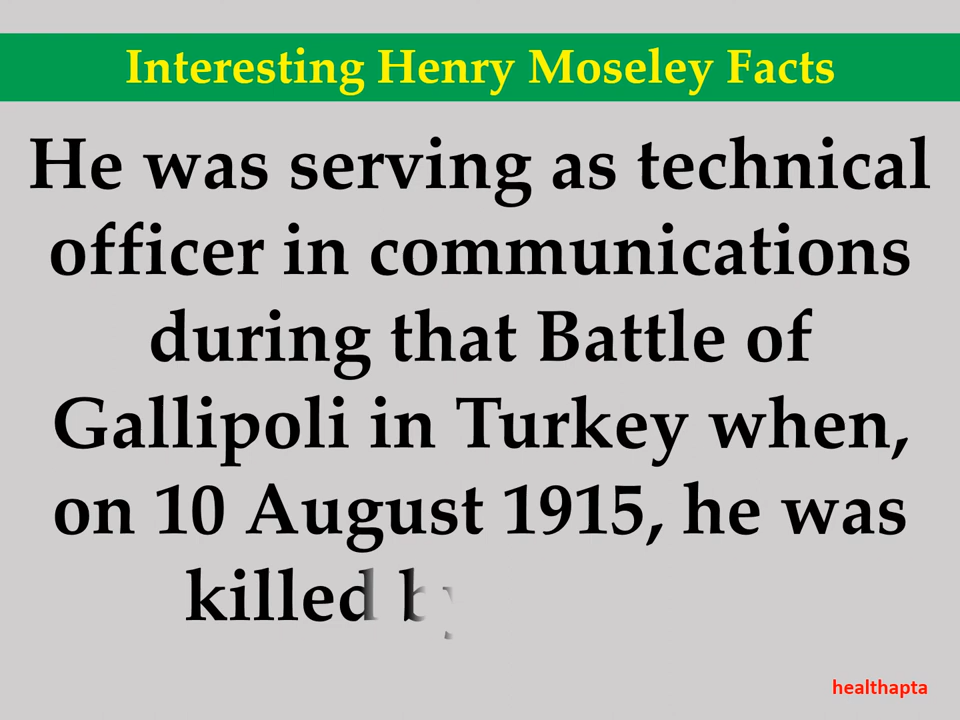 Interesting Henry Moseley Facts
He was serving as technical
officer in communications
during that Battle of
Gallipoli in Turkey when,
on 10 August 1915, he was
killed by
healthapta